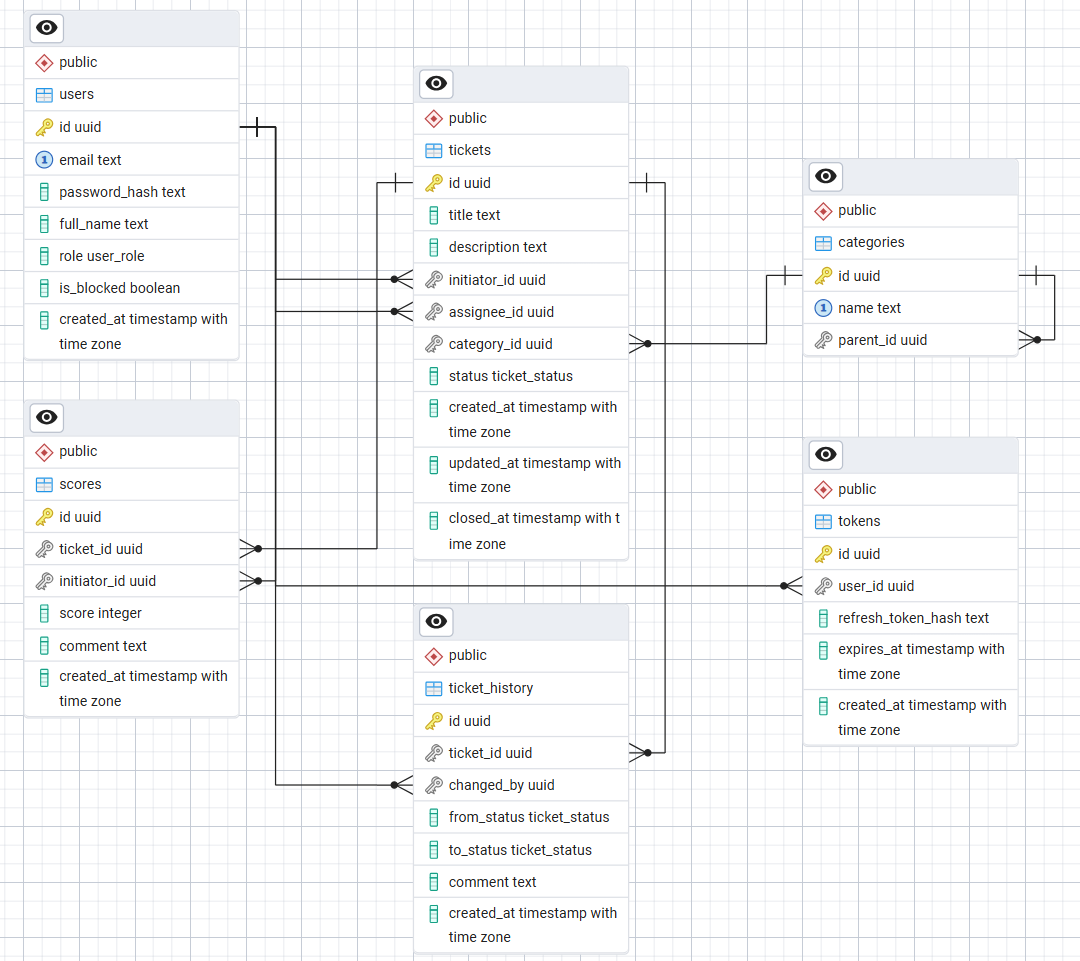 public
users
id uuid
email text
password_hash text
full_name text
role user_role
is_blocked boolean
created_at timestamp with
time zone
public
scores
id uuid
ticket_id uuid
initiator_id uuid
score integer
comment text
created_at timestamp with
time zone
public
tickets
id uuid
title text
description text
initiator_id uuid
assignee_id uuid
category_id uuid
status ticket_status
created_at timestamp with
time zone
updated_at timestamp with
time zone
closed_at timestamp with t
ime zone
public
ticket_history
id uuid
ticket_id uuid
changed_by uuid
from_status ticket_status
to_status ticket_status
comment text
created_at timestamp with
time zone
public
categories
id uuid
1 name text
parent_id uuid
public
tokens
id uuid
user_id uuid
refresh_token_hash text
expires_at timestamp with
time zone
created_at timestamp with
time zone